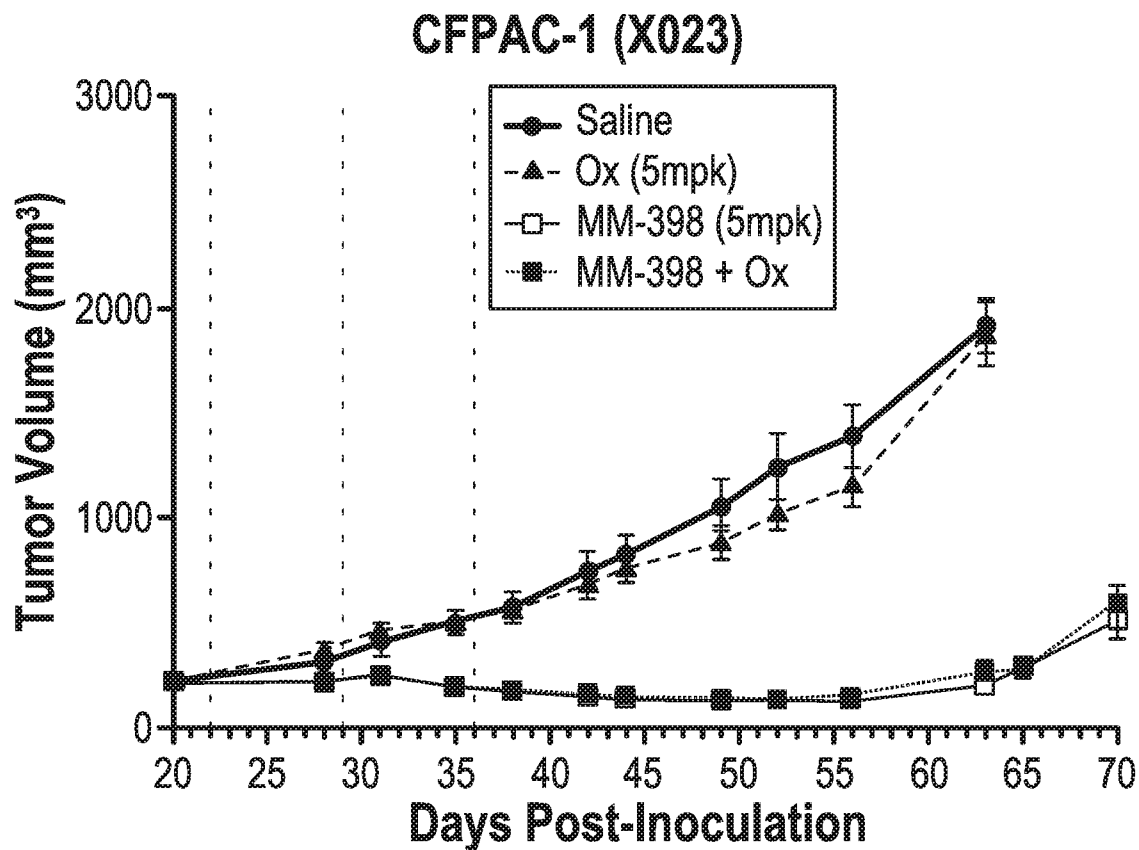 CFPAC-1 (X023)
Saline
Ox (5mpk)
MM-398 (5mpk)
MM-398 + Ox
Tumor Volume (mm³)
3000
2000
1000
0
20 25 30 35 40 45 50 55 60 65 70
Days Post-Inoculation